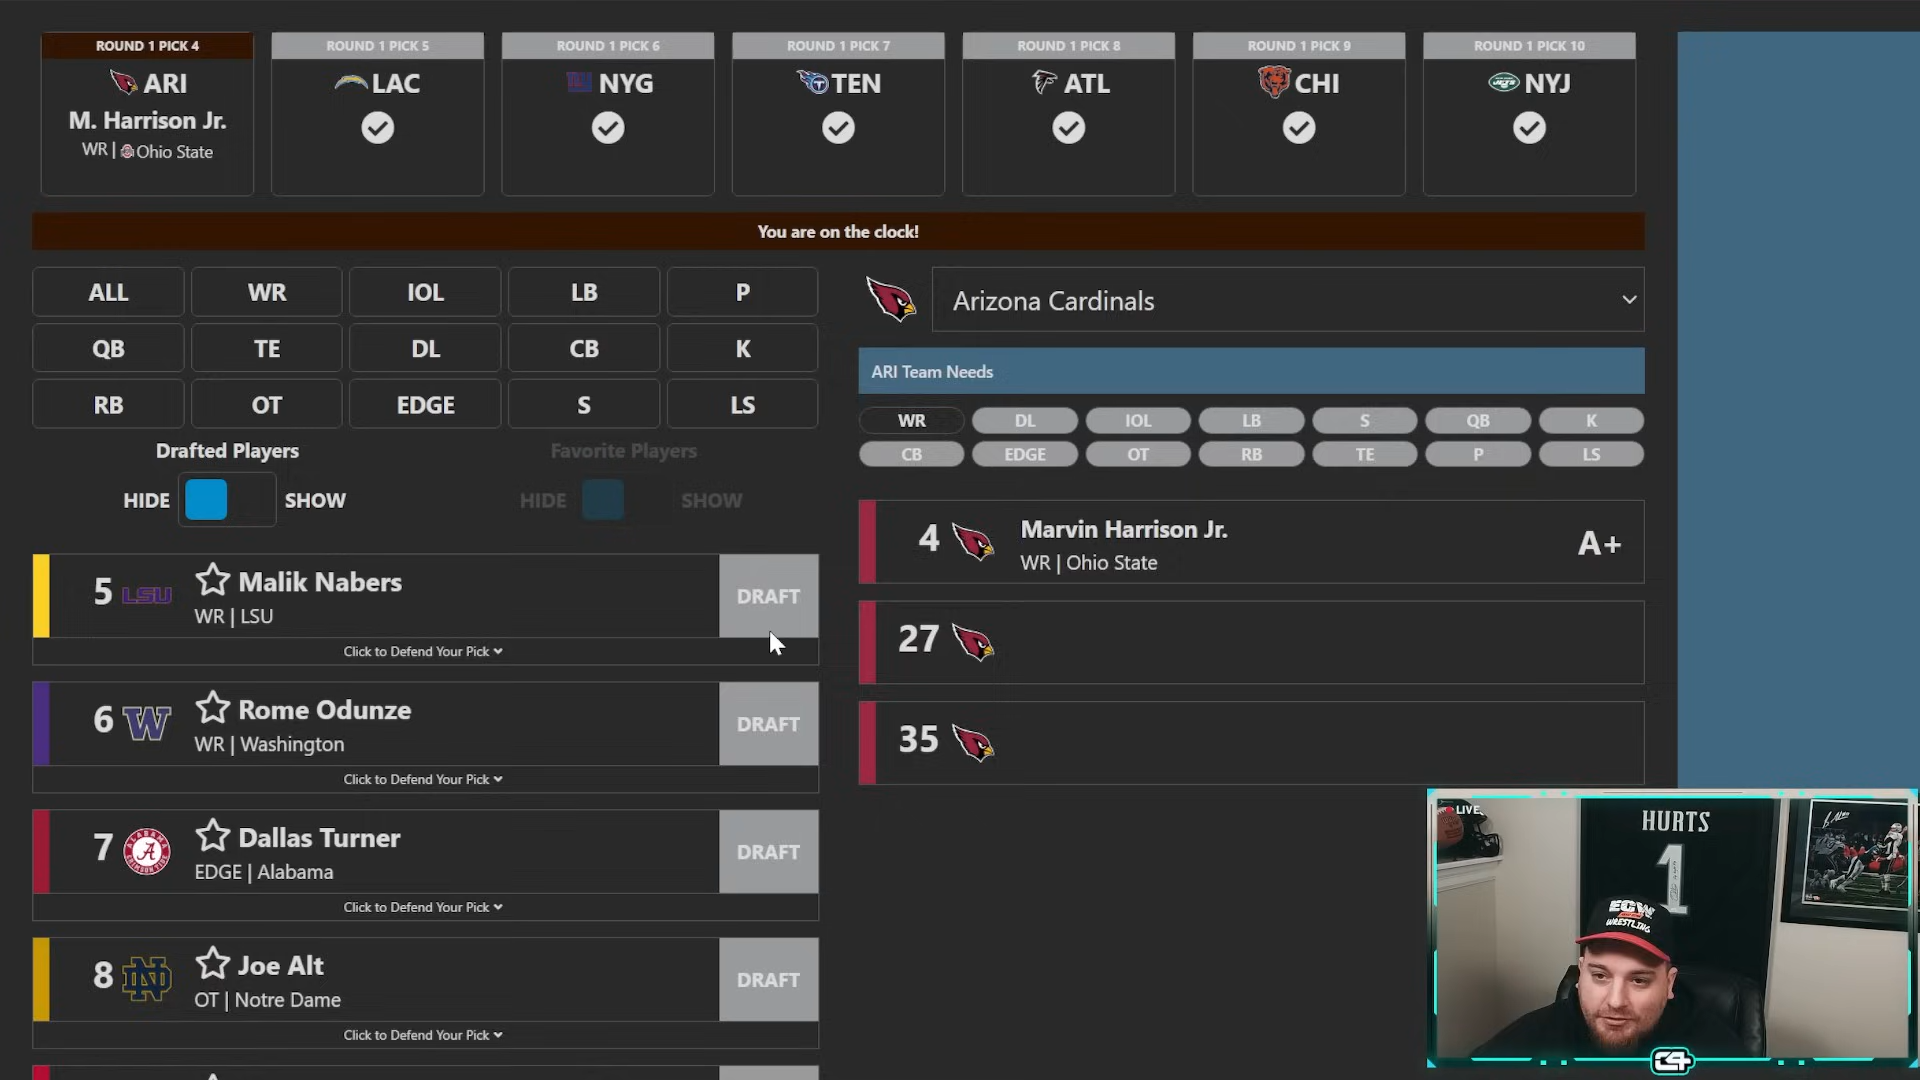 ROUND 1 PICK 4
ARI
M. Harrison Jr.
WR | Ohio State
ROUND 1 PICK 5
LAC
ROUND 1 PICK 6
NYG
ROUND 1 PICK 7
TEN
ROUND 1 PICK 8
ATL
ROUND 1 PICK 9
CHI
ROUND 1 PICK 10
JETS
NYJ
You are on the clock!
ALL WR IOL LB P
QB TE DL CB K
RB OT EDGE S LS
Drafted Players
HIDE SHOW
Favorite Players
HIDE SHOW
5 LSU Malik Nabers
WR | LSU
DRAFT
Click to Defend Your Pick
6 W Rome Odunze
WR | Washington
DRAFT
Click to Defend Your Pick
7 A Dallas Turner
EDGE | Alabama
DRAFT
Click to Defend Your Pick
8 ND Joe Alt
OT | Notre Dame
DRAFT
Click to Defend Your Pick
Arizona Cardinals
ARI Team Needs
WR DL IOL LB S QB K
CB EDGE OT RB TE P LS
4 Marvin Harrison Jr.
WR | Ohio State
A+
27
35
LIVE
HURTS
1
ECW
WRESTLING